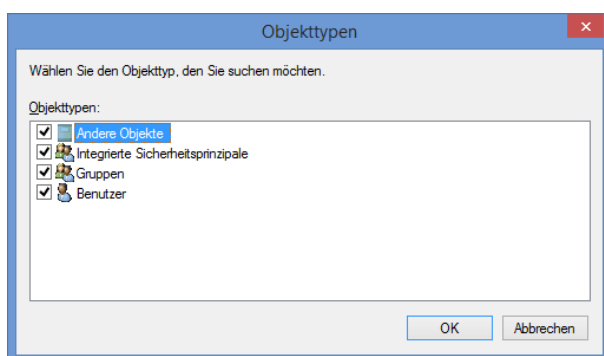 Objekttypen
Wählen Sie den Objekttyp, den Sie suchen möchten.
Objekttypen:
Andere Objekte
Integrierte Sicherheitsprinzipale
Gruppen
Benutzer
OK Abbrechen